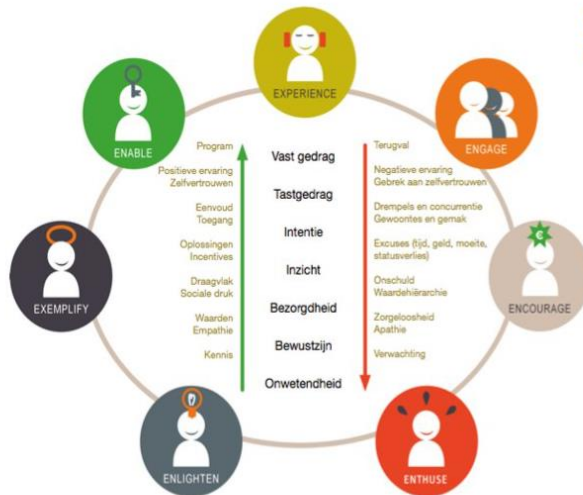 EXPERIENCE
ENABLE
ENGAGE
EXEMPLIFY
ENCOURAGE
ENLIGHTEN
ENTHUSE
€
Program
Positieve ervaring
Zelfvertrouwen
Eenvoud
Toegang
Oplossingen
Incentives
Draagvlak
Sociale druk
Waarden
Empathie
Kennis
Vast gedrag
Tastgedrag
Intentie
Inzicht
Bezorgdheid
Bewustzijn
Onwetendheid
Terugval
Negatieve ervaring
Gebrek aan zelfvertrouwen
Drempels en concurrentie
Gewoontes en gemak
Excuses (tijd, geld, moeite,
statusverlies)
Onschuld
Waardehiërarchie
Zorgeloosheid
Apathie
Verwachting